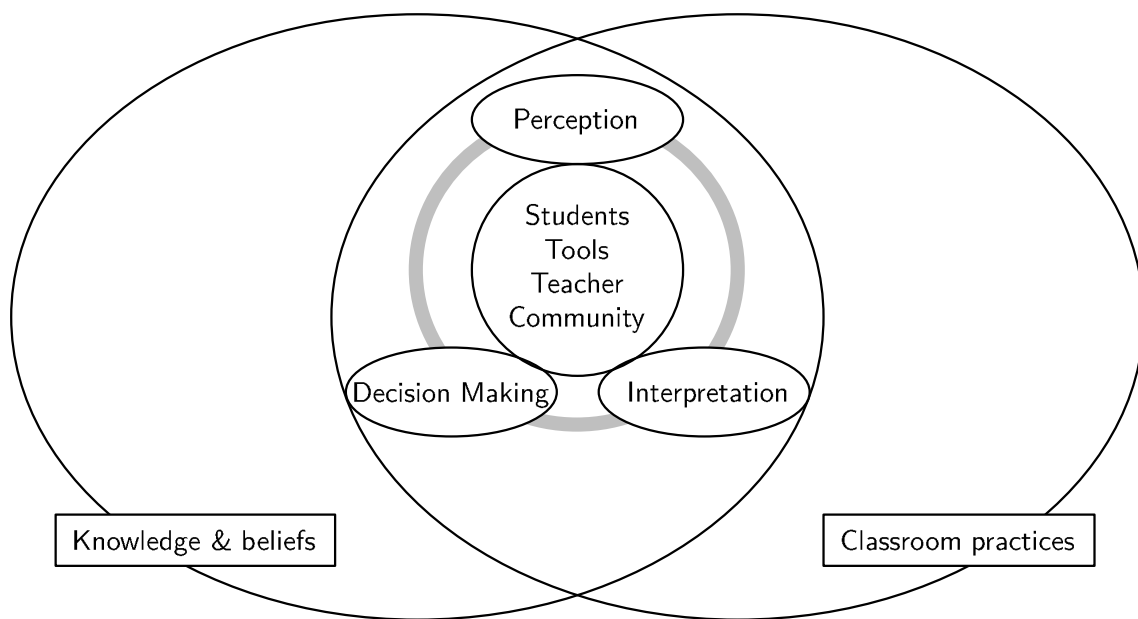 Perception
Students
Tools
Teacher
Community
Decision Making
Interpretation
Knowledge & beliefs
Classroom practices